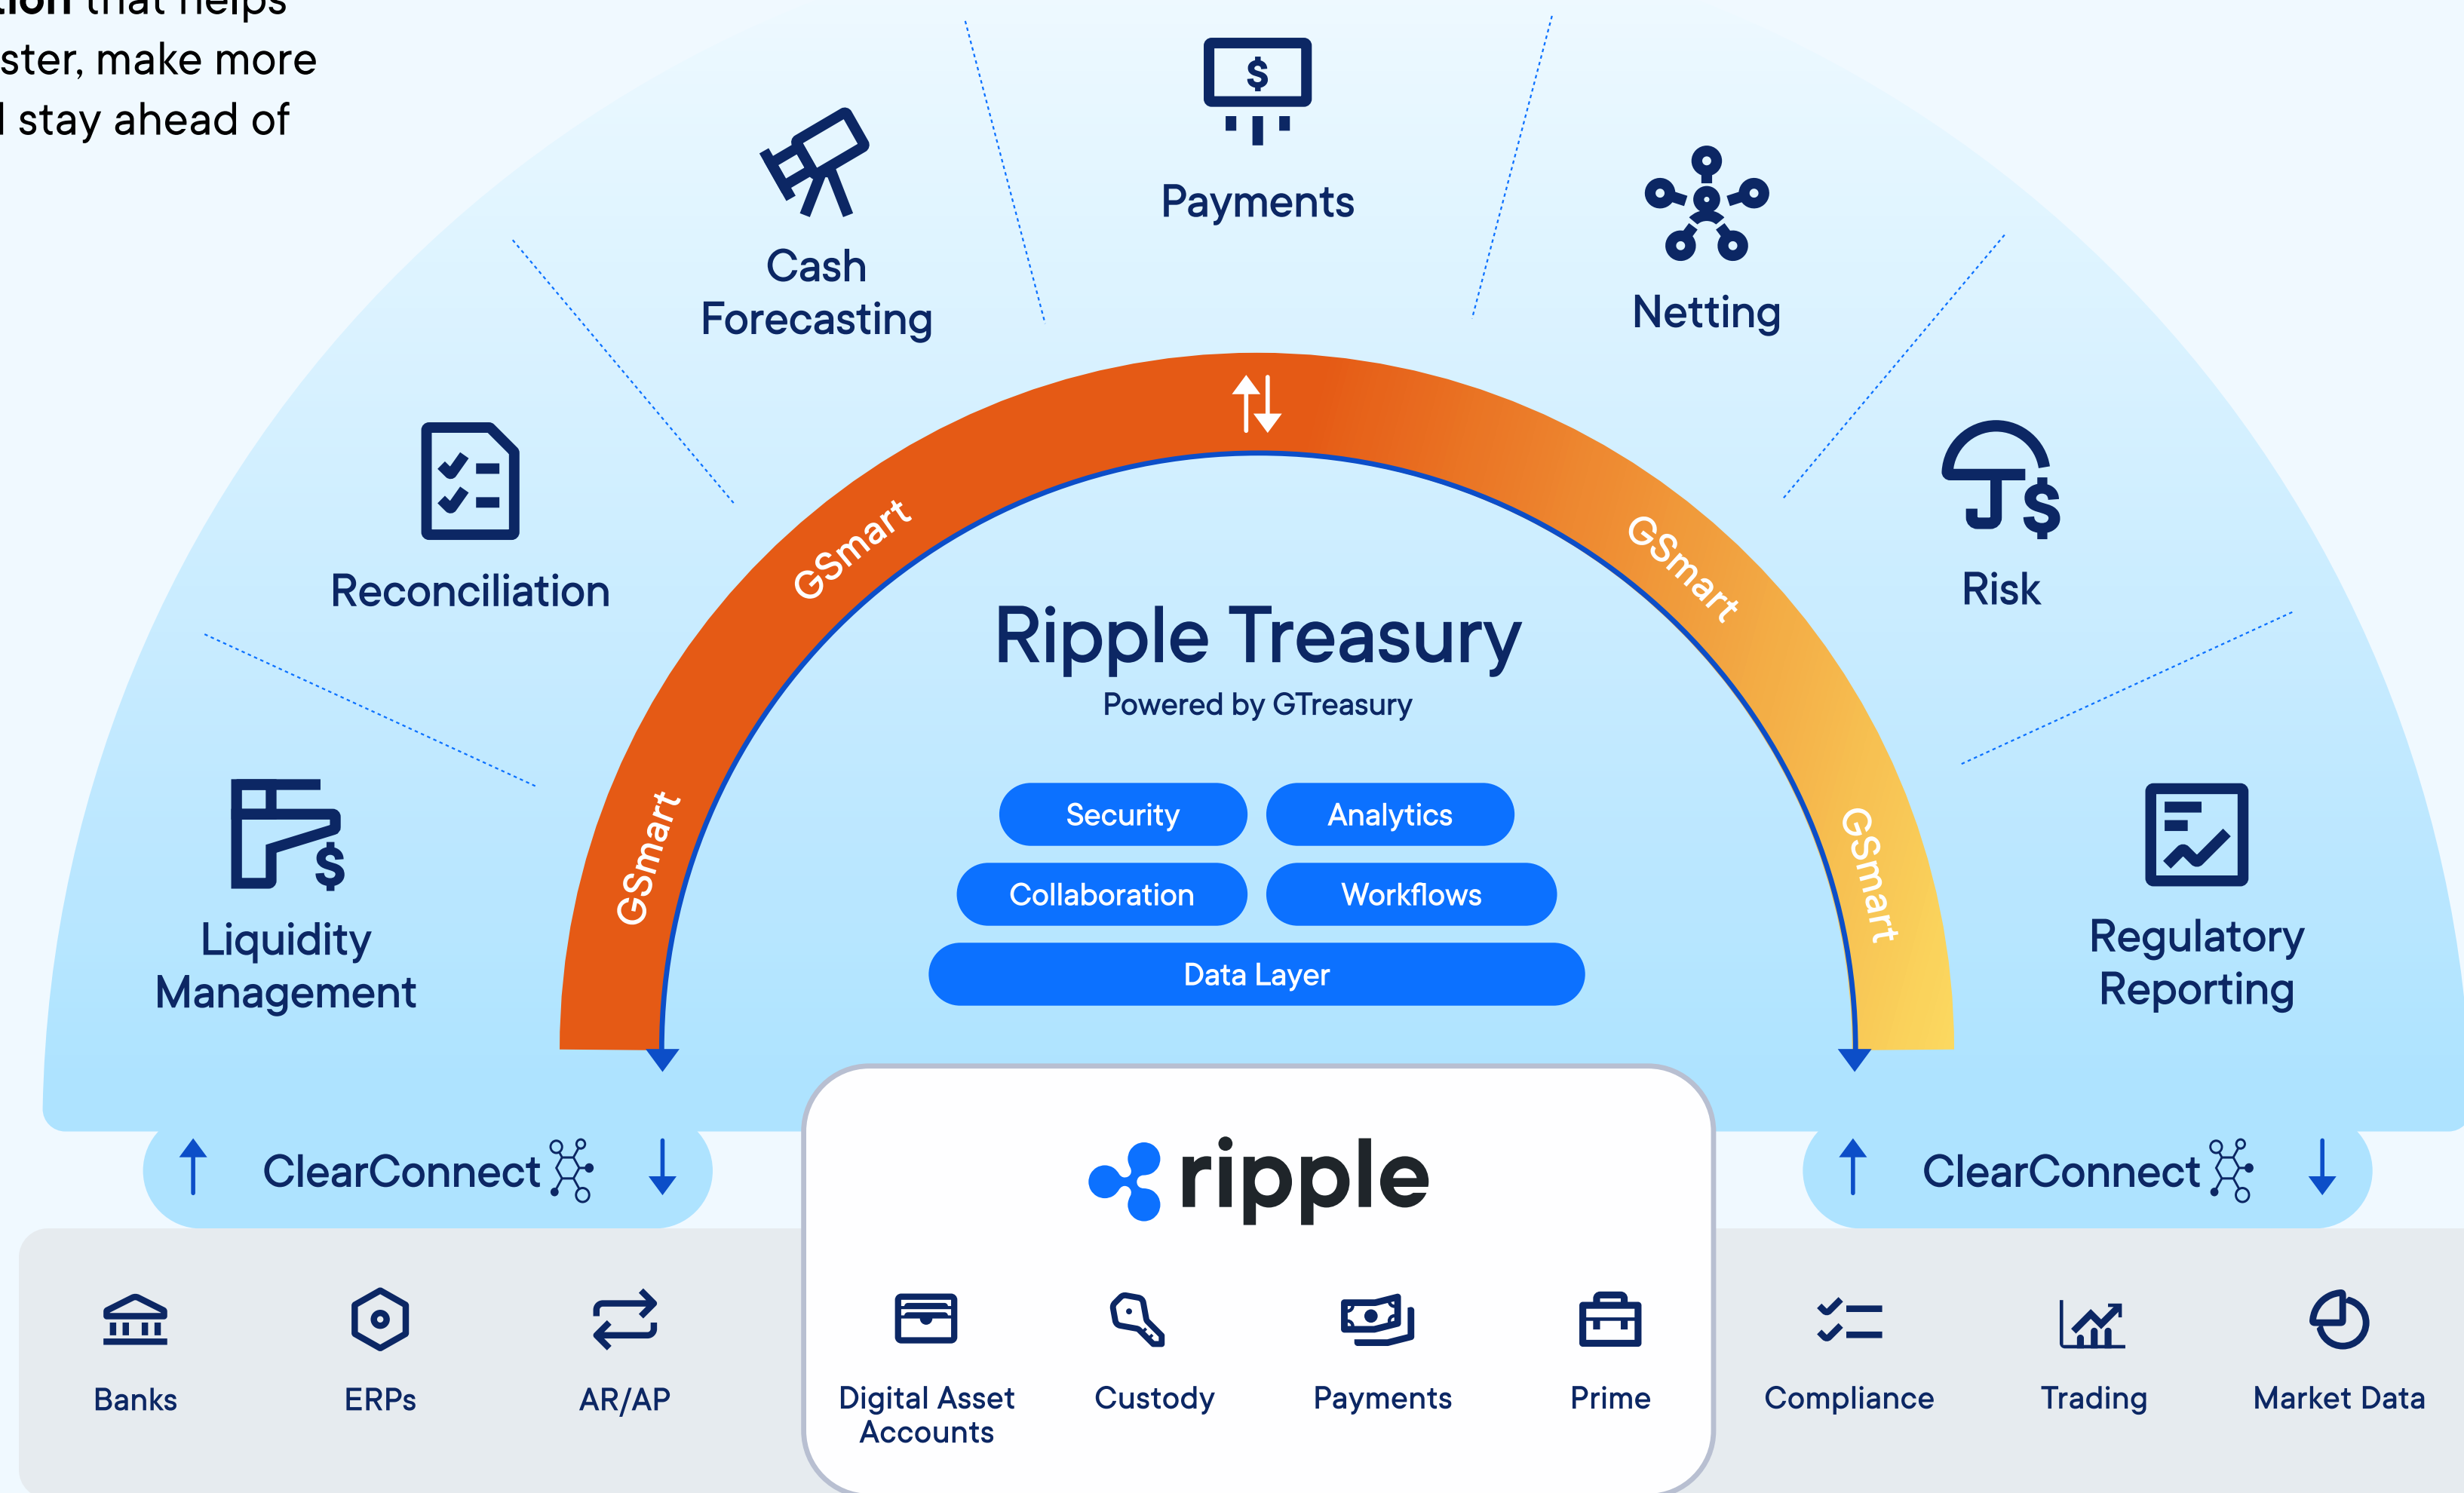 that helps
ster, make more
stay ahead of
Payments
Cash
Forecasting
Netting
Reconciliation
Risk
GSmart
GSmart
GSmart
GSmart
Ripple Treasury
Powered by GTreasury
Security
Analytics
Collaboration
Workflows
Data Layer
Liquidity
Management
Regulatory
Reporting
ClearConnect
ripple
ClearConnect
Banks
ERPs
AR/AP
Digital Asset
Accounts
Custody
Payments
Prime
Compliance
Trading
Market Data